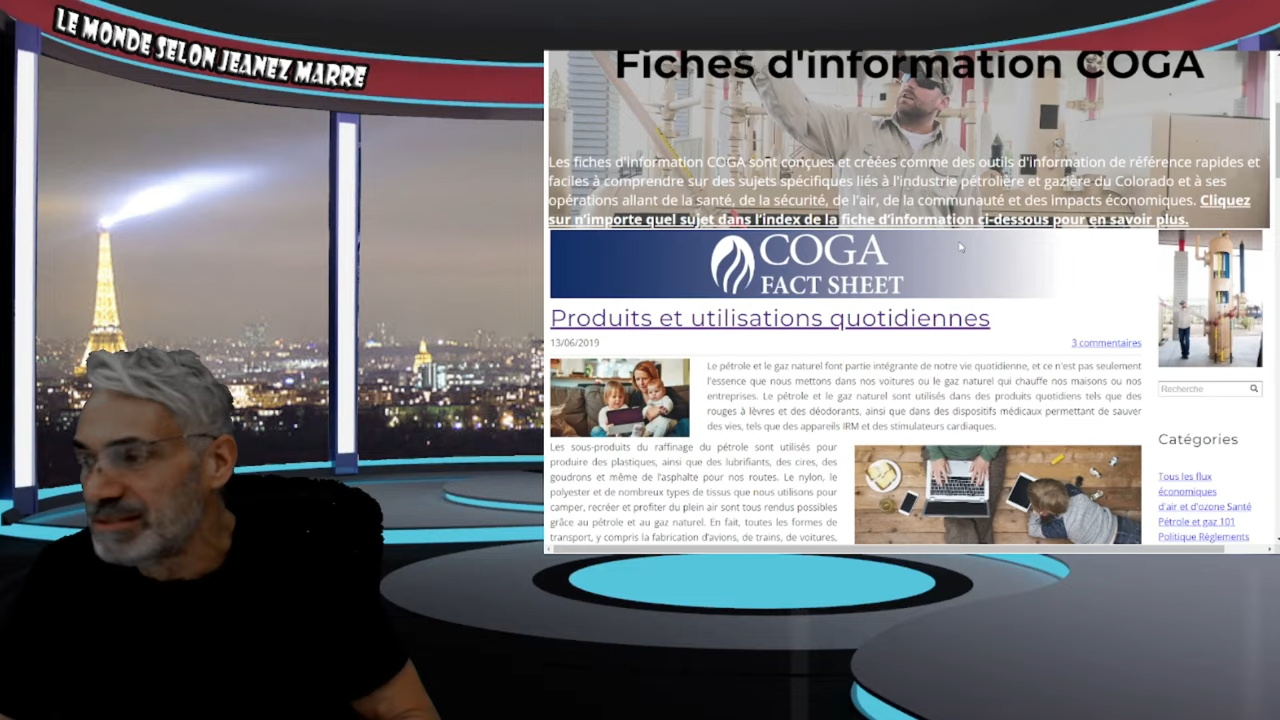 LE MONDE SELON JEANEZ MARRE
Fiches d'information COGA
Les fiches d'information COGA sont conçues et créées comme des outils d'information de référence rapides et
faciles à comprendre sur des sujets spécifiques liés à l'industrie pétrolière et gazière du Colorado et à ses
opérations allant de la santé, de la sécurité, de l'air, de la communauté et des impacts économiques. Cliquez
sur n'importe quel sujet dans l'index de la fiche d'information ci-dessous pour en savoir plus.
COGA
FACT SHEET
Produits et utilisations quotidiennes
13/06/2019
3 commentaires
Le pétrole et le gaz naturel font partie intégrante de notre vie quotidienne, et ce n'est pas seulement
l'essence que nous mettons dans nos voitures ou le gaz naturel qui chauffe nos maisons ou nos
entreprises. Le pétrole et le gaz naturel sont utilisés dans des produits quotidiens tels que des
rouges à lèvres et des déodorants, ainsi que dans des dispositifs médicaux permettant de sauver
des vies, tels que des appareils IRM et des stimulateurs cardiaques.
Les sous-produits du raffinage du pétrole sont utilisés pour
produire des plastiques, ainsi que des lubrifiants, des cires, des
goudrons et même de l'asphalte pour nos routes. Le nylon, le
polyester et de nombreux types de tissus que nous utilisons pour
camper, recréer et profiter du plein air sont tous rendus possibles
grâce au pétrole et au gaz naturel. En fait, toutes les formes de
transport, y compris la fabrication d'avions, de trains, de voitures,
Recherche
Catégories
Tous les flux
économiques
d'air et d'ozone Santé
Pétrole et gaz 101
Politique Règlements